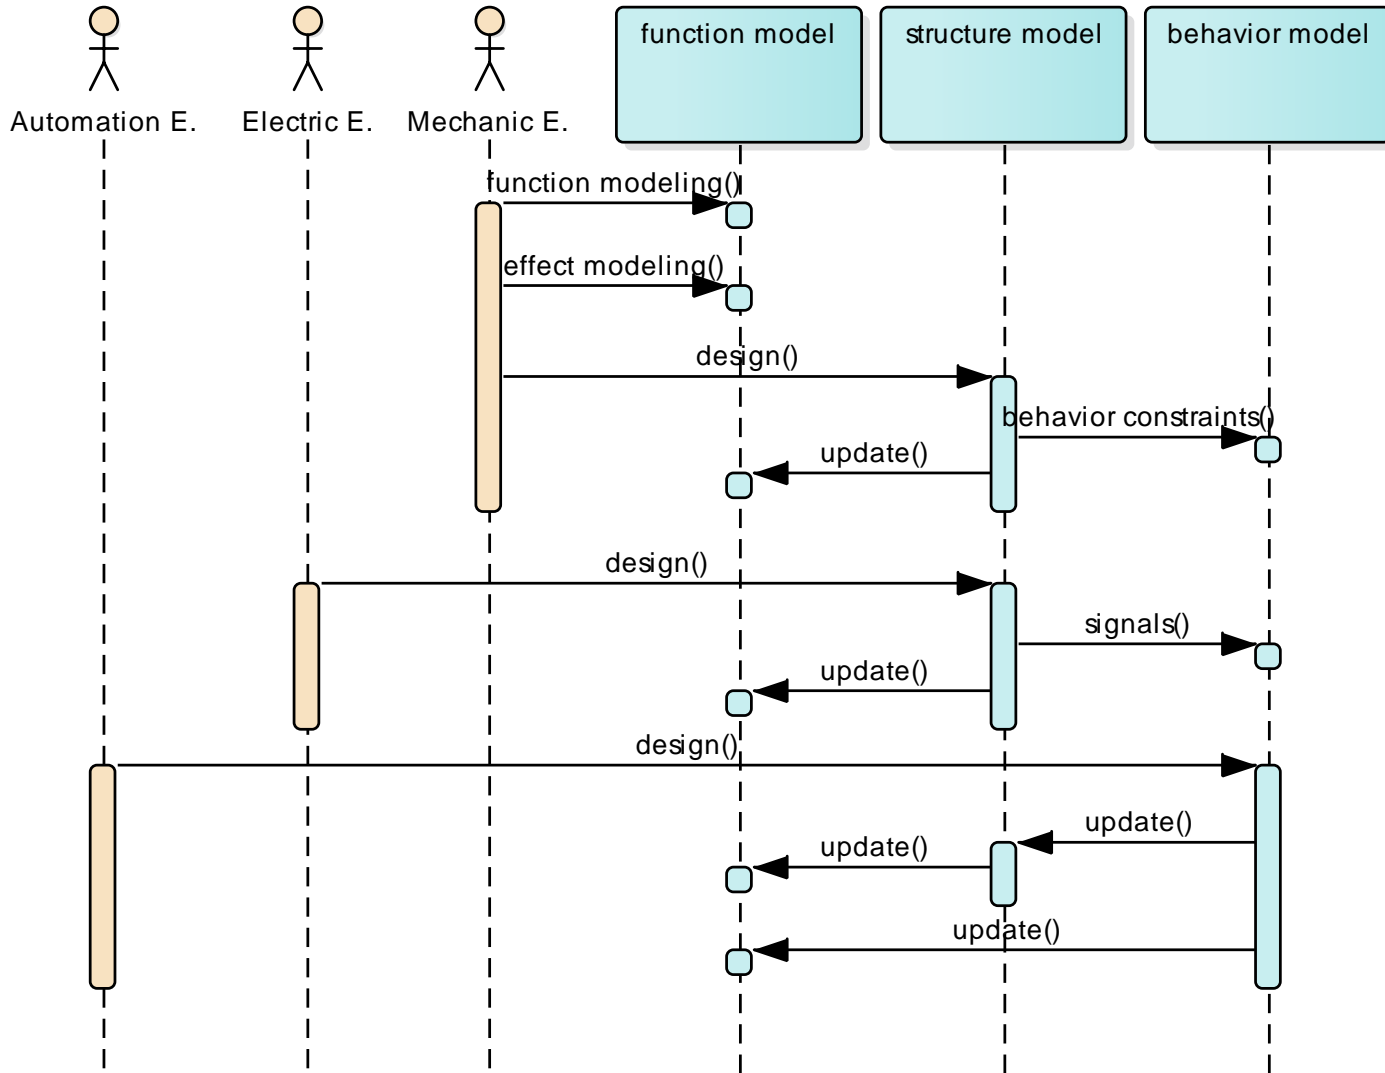 function model
structure model
behavior model
Automation E.
Electric E.
Mechanic E.
function modeling()
effect modeling()
design()
behavior constraints()
update()
design()
signals()
update()
design()
update()
update()
update()